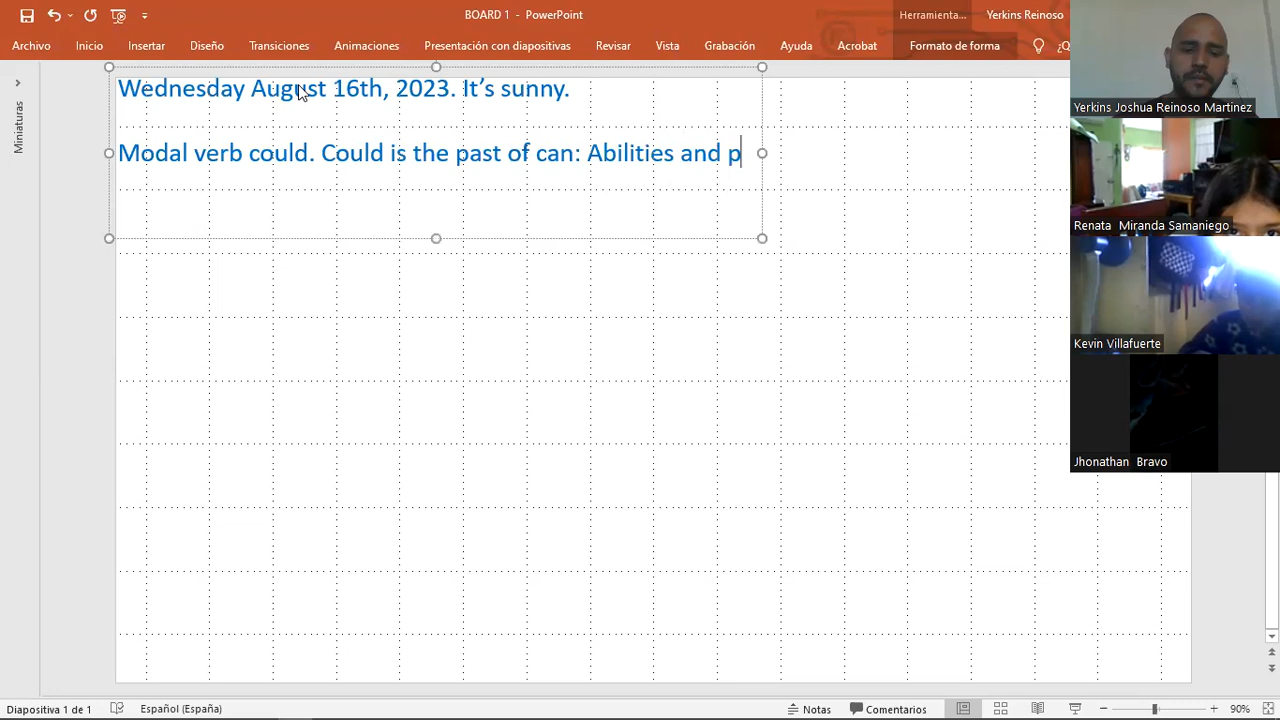 BOARD 1 - PowerPoint
Herramienta...
Yerkins Reinoso
Archivo
Inicio
Insertar
Diseño
Transiciones
Animaciones
Presentación con diapositivas
Revisar
Vista
Grabación
Ayuda
Acrobat
Formato de forma
¿Q
Miniaturas
Wednesday August 16th, 2023. It’s sunny.
Modal verb could. Could is the past of can: Abilities and p
Yerkins Joshua Reinoso Martinez
Renata Miranda Samaniego
Kevin Villafuerte
Jhonathan Bravo
Diapositiva 1 de 1
Español (España)
Notas
Comentarios
90%